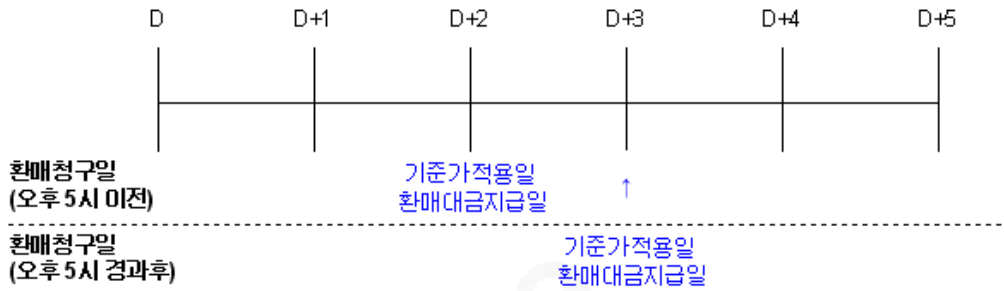 D D+1 D+2 D+3 D+4 D+5
환매청구일
(오후 5시 이전)
기준가적용일
환매대금지급일
↑
환매청구일
(오후 5시 경과후)
기준가적용일
환매대금지급일